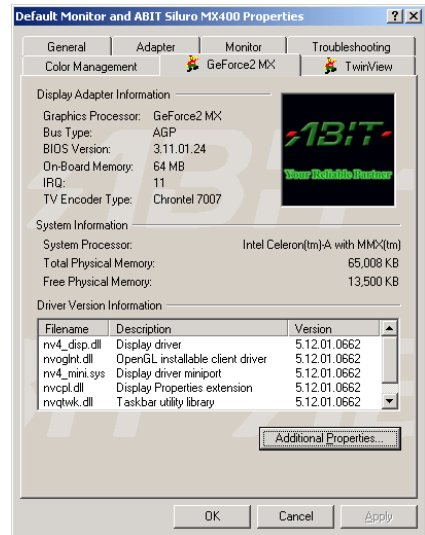 Default Monitor and ABIT Siluro MX400 Properties
General Adapter Monitor Troubleshooting
Color Management GeForce2 MX TwinView
Display Adapter Information
Graphics Processor: GeForce2 MX
Bus Type: AGP
BIOS Version: 3.11.01.24
On-Board Memory: 64 MB
IRQ: 11
TV Encoder Type: Chrontel 7007
ABIT
Your Reliable Partner
System Information
System Processor: Intel Celeron(tm)-A with MMX(tm)
Total Physical Memory: 65,008 KB
Free Physical Memory: 13,500 KB
Driver Version Information
Filename Description Version
nv4_disp.dll Display driver 5.12.01.0662
nvoglnt.dll OpenGL installable client driver 5.12.01.0662
nv4_mini.sys Display driver miniport 5.12.01.0662
nvcpl.dll Display Properties extension 5.12.01.0662
nvqtwk.dll Taskbar utility library 5.12.01.0662
Additional Properties...
OK Cancel Apply